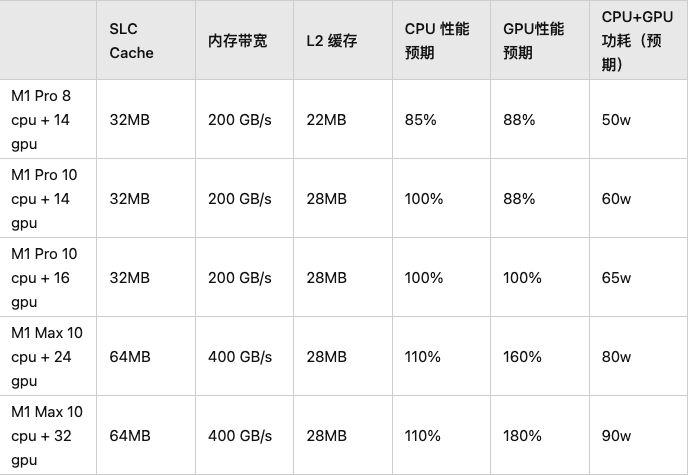 SLC Cache
内存带宽
L2 缓存
CPU 性能预期
GPU性能预期
CPU+GPU 功耗（预期）
M1 Pro 8 cpu + 14 gpu
32MB
200 GB/s
22MB
85%
88%
50w
M1 Pro 10 cpu + 14 gpu
32MB
200 GB/s
28MB
100%
88%
60w
M1 Pro 10 cpu + 16 gpu
32MB
200 GB/s
28MB
100%
100%
65w
M1 Max 10 cpu + 24 gpu
64MB
400 GB/s
28MB
110%
160%
80w
M1 Max 10 cpu + 32 gpu
64MB
400 GB/s
28MB
110%
180%
90w